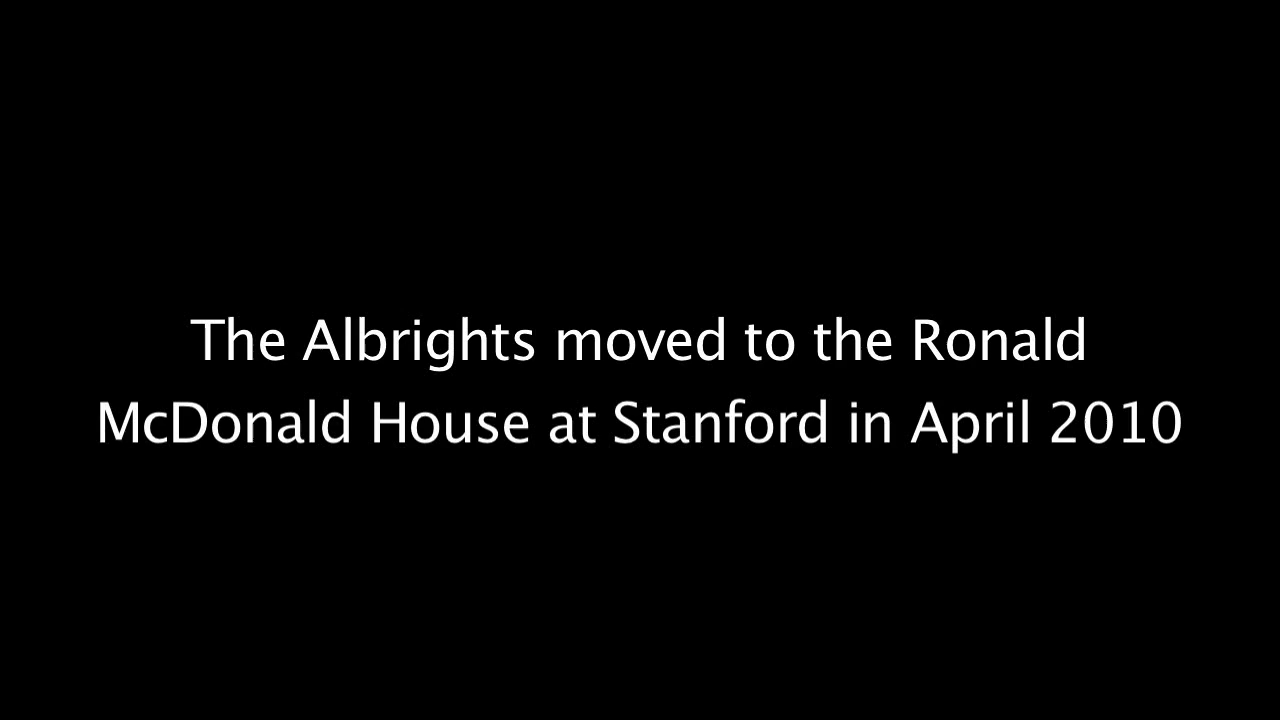 The Albrights moved to the Ronald
McDonald House at Stanford in April 2010